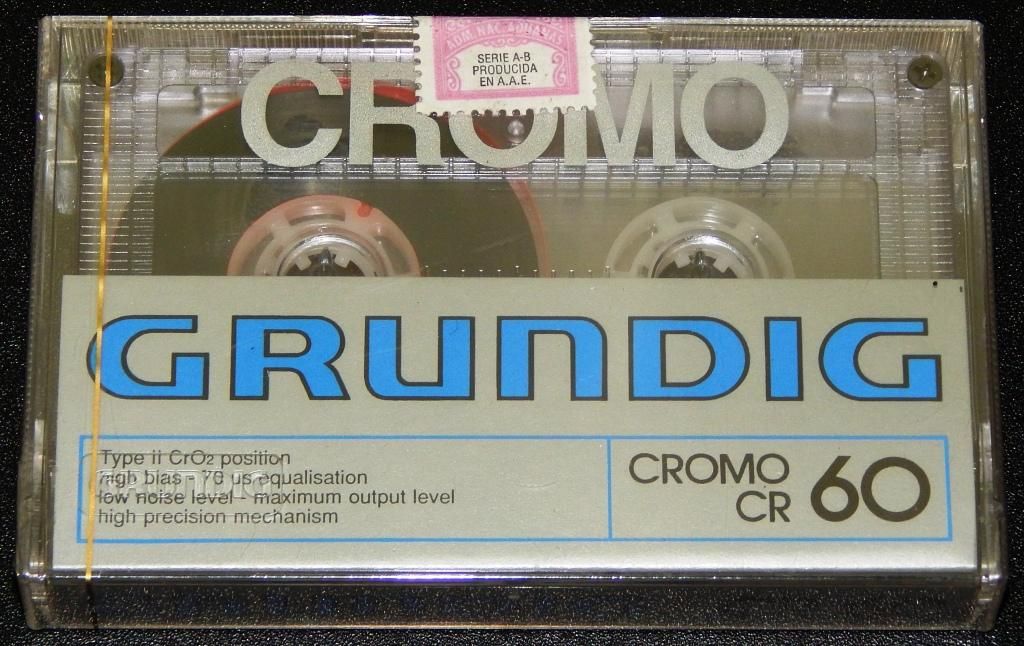 ADM. NAC. ADUANAS
SERIE A-B
PRODUCIDA
EN A.A.E.
CROMO
GRUNDIG
Type II CrO2 position
high bias - 70 us equalisation
low noise level - maximum output level
high precision mechanism
GRUNDIG
CROMO
CR 60